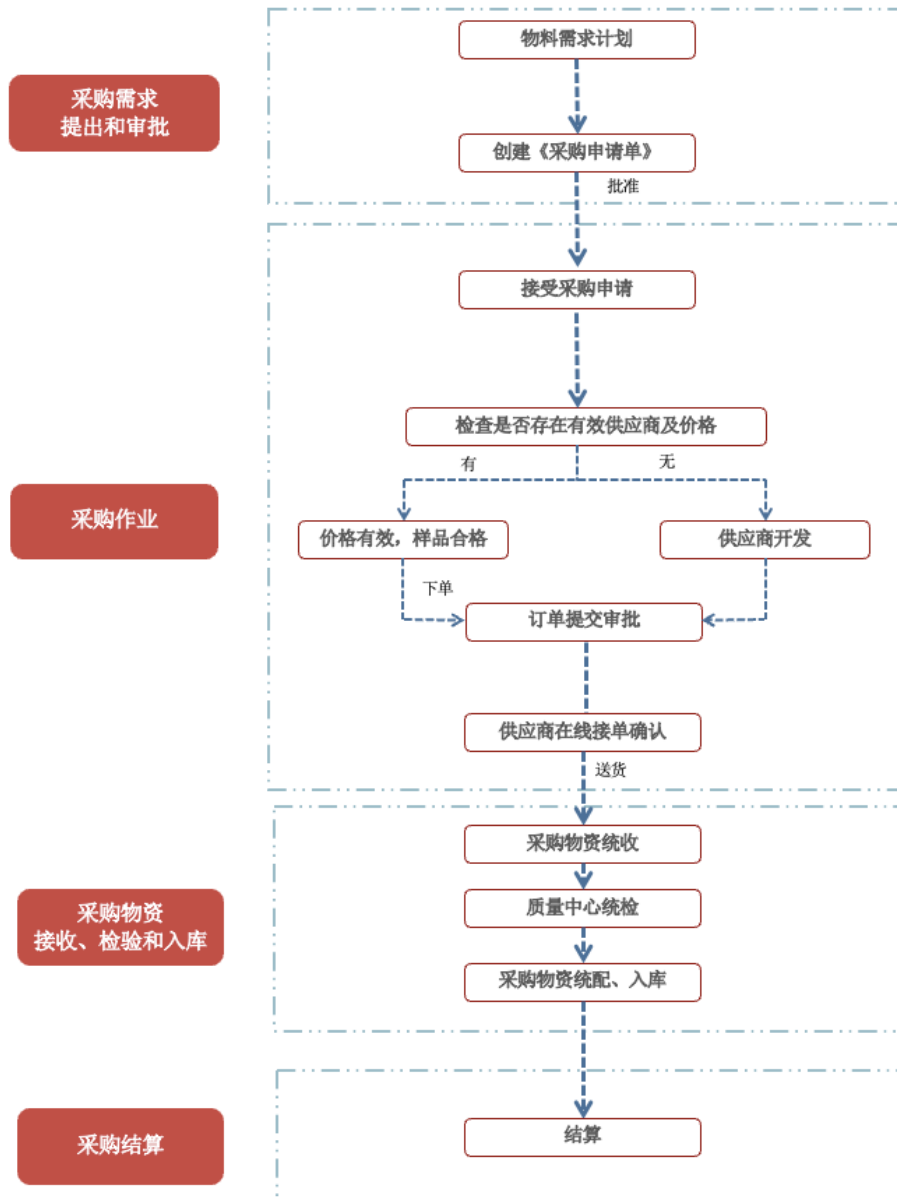 物料需求计划
采购需求
提出和审批
创建《采购申请单》
批准
接受采购申请
检查是否存在有效供应商及价格
有
无
采购作业
价格有效，样品合格
供应商开发
下单
订单提交审批
供应商在线接单确认
送货
采购物资统收
采购物资
接收、检验和入库
质量中心统检
采购物资统配、入库
采购结算
结算